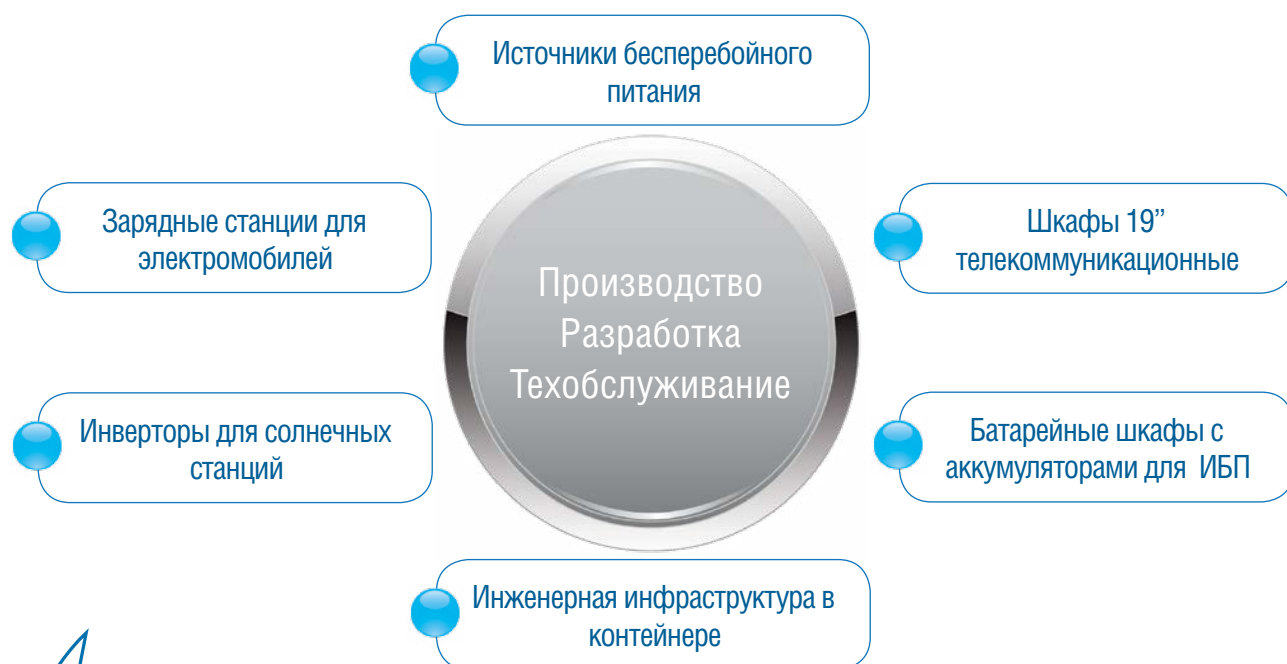 Источники бесперебойного
питания
Зарядные станции для
электромобилей
Шкафы 19”
телекоммуникационные
Производство
Разработка
Техобслуживание
Инверторы для солнечных
станций
Батарейные шкафы с
аккумуляторами для ИБП
Инженерная инфраструктура в
контейнере